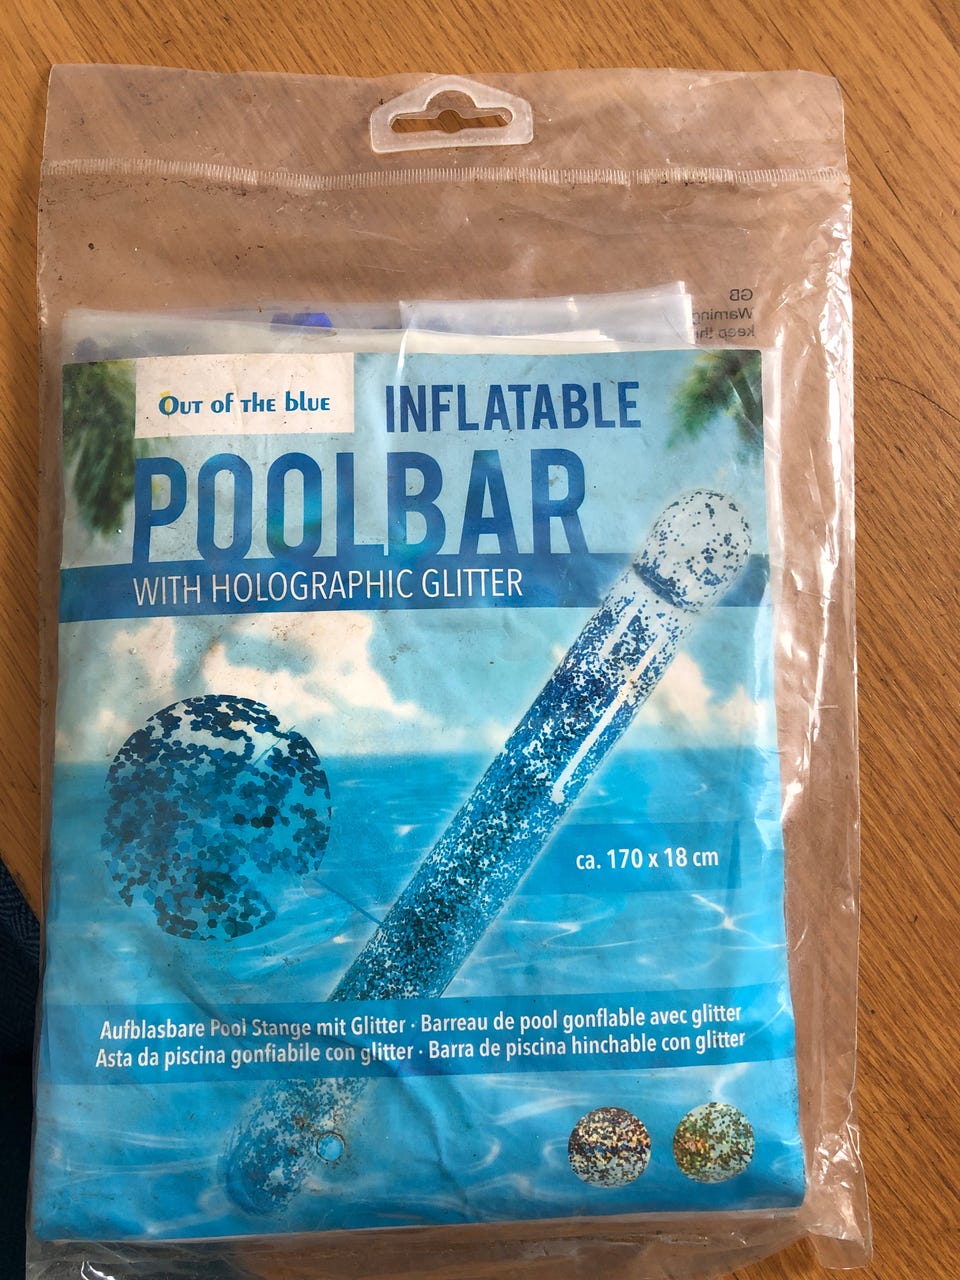 GB
Warning
keep thi
Out of the blue
INFLATABLE
POOLBAR
WITH HOLOGRAPHIC GLITTER
ca. 170 x 18 cm
Aufblasbare Pool Stange mit Glitter · Barreau de pool gonflable avec glitter
Asta da piscina gonfiabile con glitter · Barra de piscina hinchable con glitter